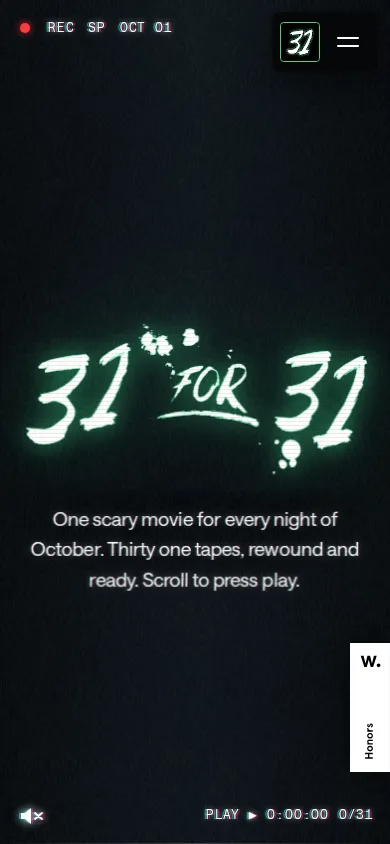 REC SP OCT 01
31
31 FOR 31
One scary movie for every night of
October. Thirty one tapes, rewound and
ready. Scroll to press play.
W.
Honors
PLAY ▶ 0:00:00 0/31